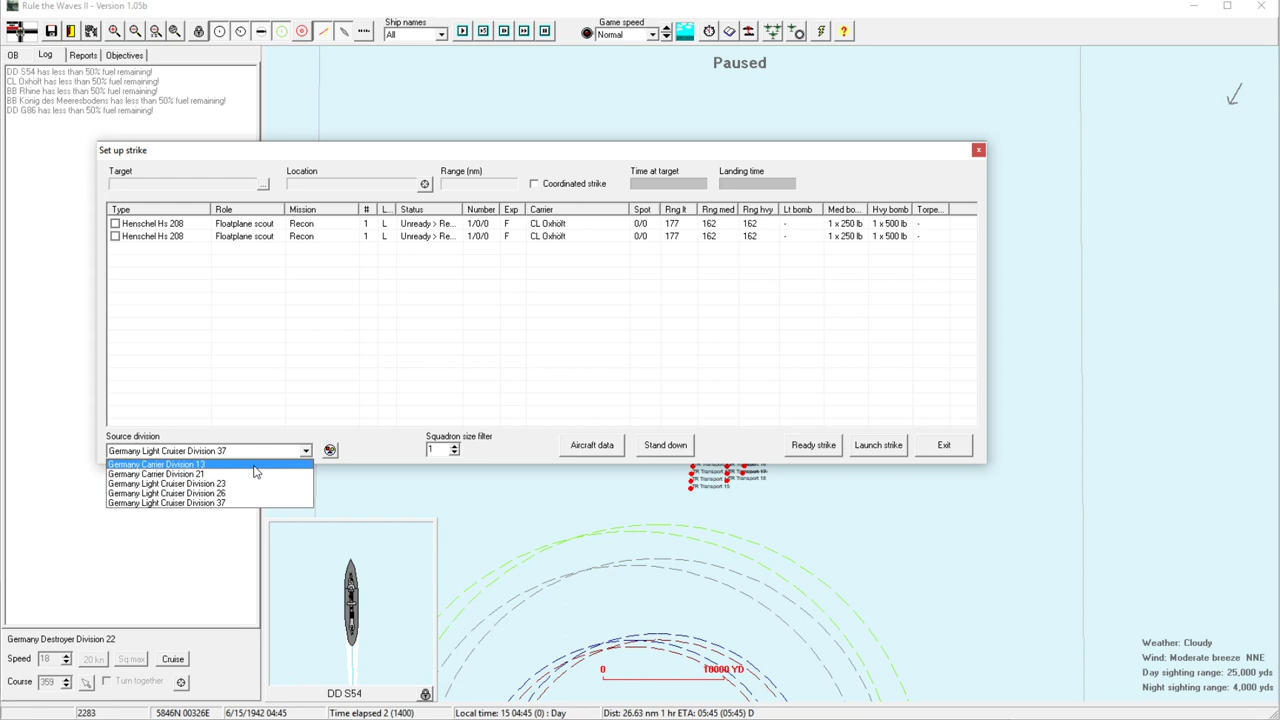 Rule the Waves II - Version 1.05b
Ship names
All
Game speed
Normal
OB Log Reports Objectives
DD S54 has less than 50% fuel remaining!
CL Oxhöft has less than 50% fuel remaining!
BB Rhine has less than 50% fuel remaining!
BB König des Meeresbodens has less than 50% fuel remaining!
DD G86 has less than 50% fuel remaining!
Paused
Set up strike
Target Location Range (nm) Time at target Landing time
... Coordinated strike
Type Role Mission # L... Status Number Exp Carrier Spot Rng lt Rng med Rng hvy Lt bomb Med bo... Hvy bomb Torpe...
Henschel Hs 208 Floatplane scout Recon 1 L Unready > Re... 1/0/0 F CL Oxhöft 0/0 177 162 162 - 1 x 250 lb 1 x 500 lb -
Henschel Hs 208 Floatplane scout Recon 1 L Unready > Re... 1/0/0 F CL Oxhöft 0/0 177 162 162 - 1 x 250 lb 1 x 500 lb -
Source division Squadron size filter
Germany Light Cruiser Division 37 1 Aircraft data Stand down Ready strike Launch strike Exit
Germany Carrier Division 13
Germany Carrier Division 21
Germany Light Cruiser Division 23
Germany Light Cruiser Division 26
Germany Light Cruiser Division 37
TR Transport 17
TR Transport 18
TR Transport 15
0 10000 YD
DD S54
Germany Destroyer Division 22
Speed 18 20 kn Sq max Cruise
Course 359 Turn together
Weather: Cloudy
Wind: Moderate breeze NNE
Day sighting range: 25,000 yds
Night sighting range: 4,000 yds
2283 5846N 00326E 6/15/1942 04:45 Time elapsed 2 (1400) Local time: 15 04:45 (0) : Day Dist: 26.63 nm 1 hr ETA: 05:45 (05:45) D